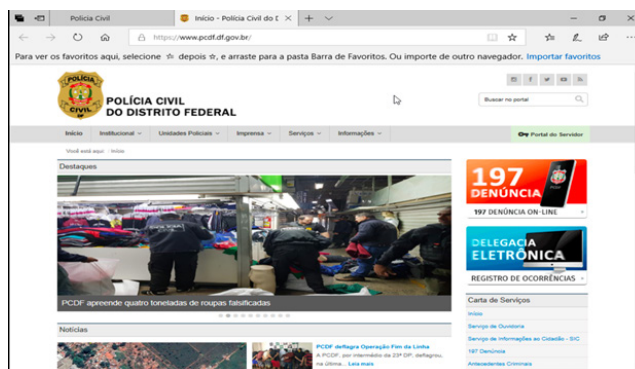 Policia Civil
Início - Polícia Civil do D
https://www.pcdf.df.gov.br/
Para ver os favoritos aqui, selecione ☆ depois ☆, e arraste para a pasta Barra de Favoritos. Ou importe de outro navegador. Importar favoritos
POLÍCIA
CIVIL
DF
POLÍCIA CIVIL
DO DISTRITO FEDERAL
Buscar no portal
Início Institucional Unidades Policiais Imprensa Serviços Informações Portal do Servidor
Você está aqui: Início
Destaques
PCDF apreende quatro toneladas de roupas falsificadas
197
DENÚNCIA
197 DENÚNCIA ON-LINE
DELEGACIA
ELETRÔNICA
REGISTRO DE OCORRÊNCIAS
Carta de Serviços
Início
Serviço de Ouvidoria
Serviço de Informações ao Cidadão - SIC
197 Denúncia
Antecedentes Criminais
Notícias
PCDF deflagra Operação Fim da Linha
A PCDF, por intermédio da 23ª DP, deflagrou,
na última... Leia mais